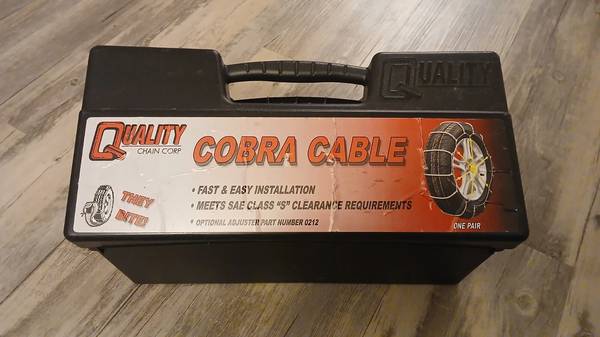 QUALITY
QUALITY
CHAIN CORP
COBRA CABLE
THEY
BITE!
• FAST & EASY INSTALLATION
• MEETS SAE CLASS "S" CLEARANCE REQUIREMENTS
* OPTIONAL ADJUSTER PART NUMBER 0212
ONE PAIR